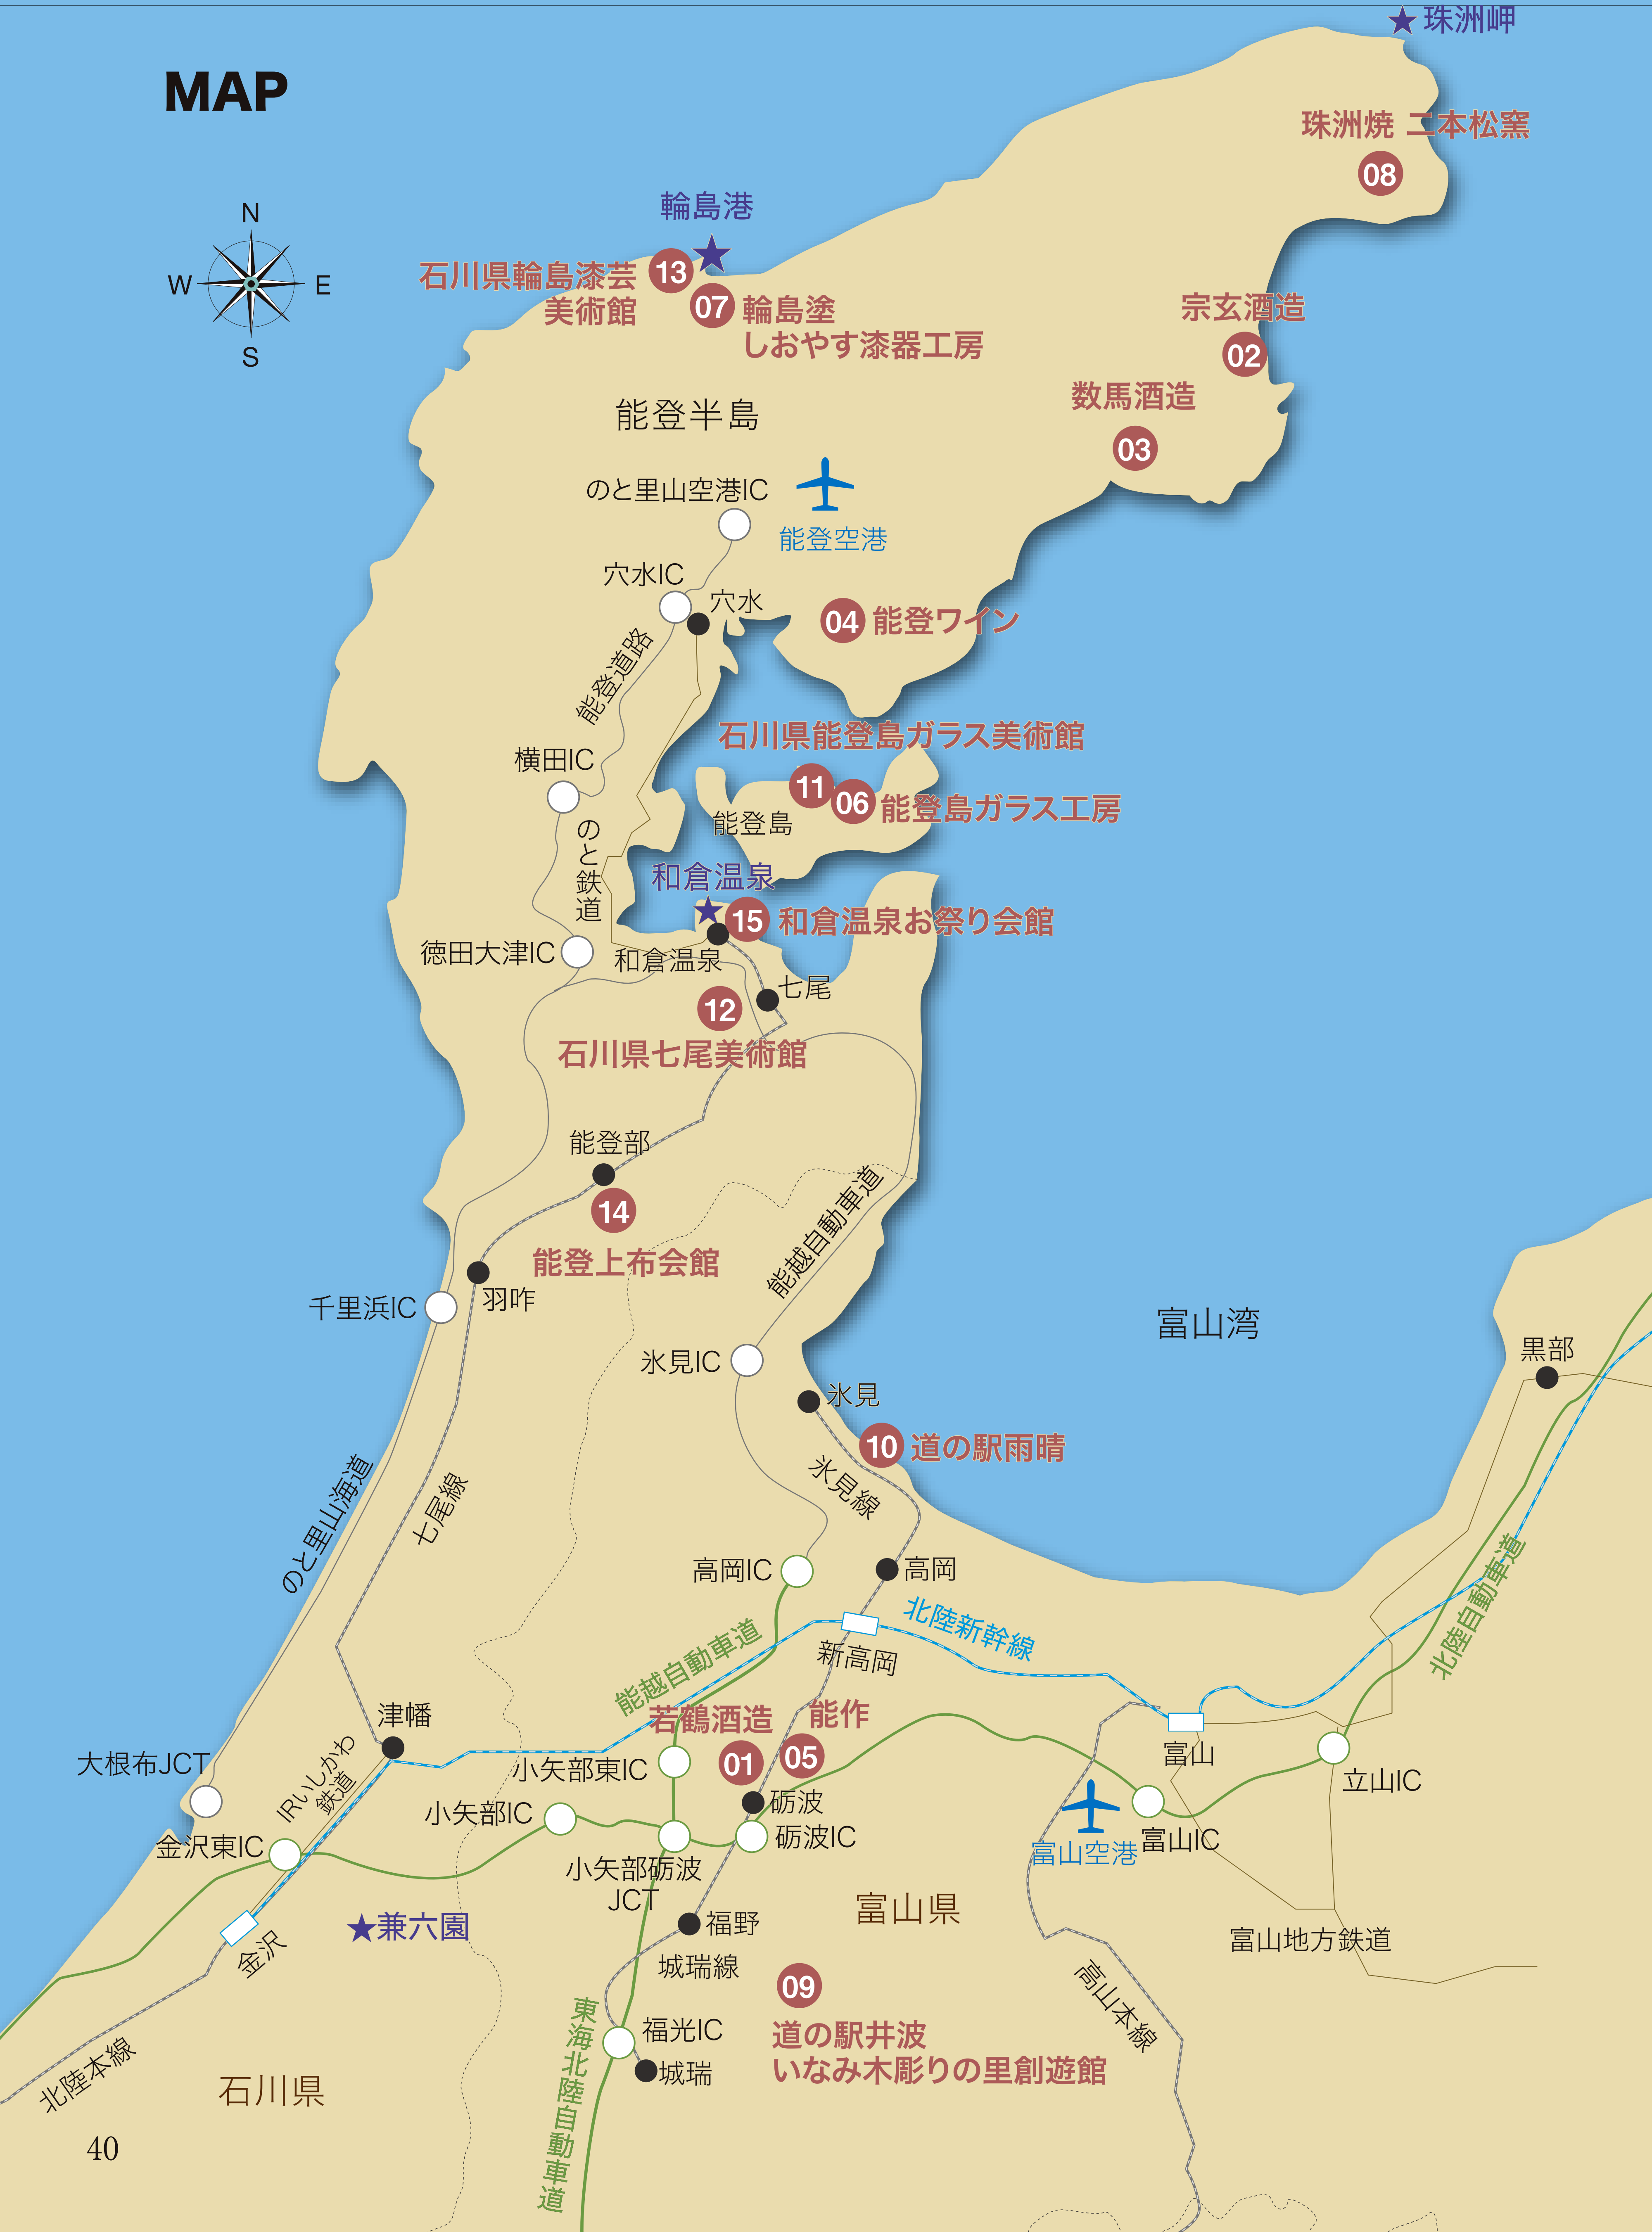 珠洲岬
MAP
珠洲焼 二本松窯
08
N
W
E
S
輪島港
石川県輪島漆芸
美術館
13
07
輪島塗
しおやす漆器工房
宗玄酒造
02
数馬酒造
03
能登半島
のと里山空港IC
能登空港
穴水IC
穴水
04
能登ワイン
能登道路
石川県能登島ガラス美術館
横田IC
11
06
能登島ガラス工房
能登島
のと鉄道
和倉温泉
15
和倉温泉お祭り会館
徳田大津IC
和倉温泉
七尾
12
石川県七尾美術館
能登部
14
能登上布会館
能越自動車道
羽咋
千里浜IC
富山湾
黒部
氷見IC
氷見
10
道の駅雨晴
氷見線
のと里山海道
七尾線
高岡IC
高岡
北陸新幹線
新高岡
能越自動車道
北陸自動車道
若鶴酒造
能作
01
05
津幡
大根布JCT
IRいしかわ
鉄道
小矢部東IC
富山
立山IC
小矢部IC
砺波
砺波IC
金沢東IC
富山空港
富山IC
小矢部砺波
JCT
富山県
兼六園
福野
金沢
城瑞線
富山地方鉄道
09
高山本線
道の駅井波
いなみ木彫りの里創遊館
福光IC
城瑞
東海北陸自動車道
北陸本線
石川県
40